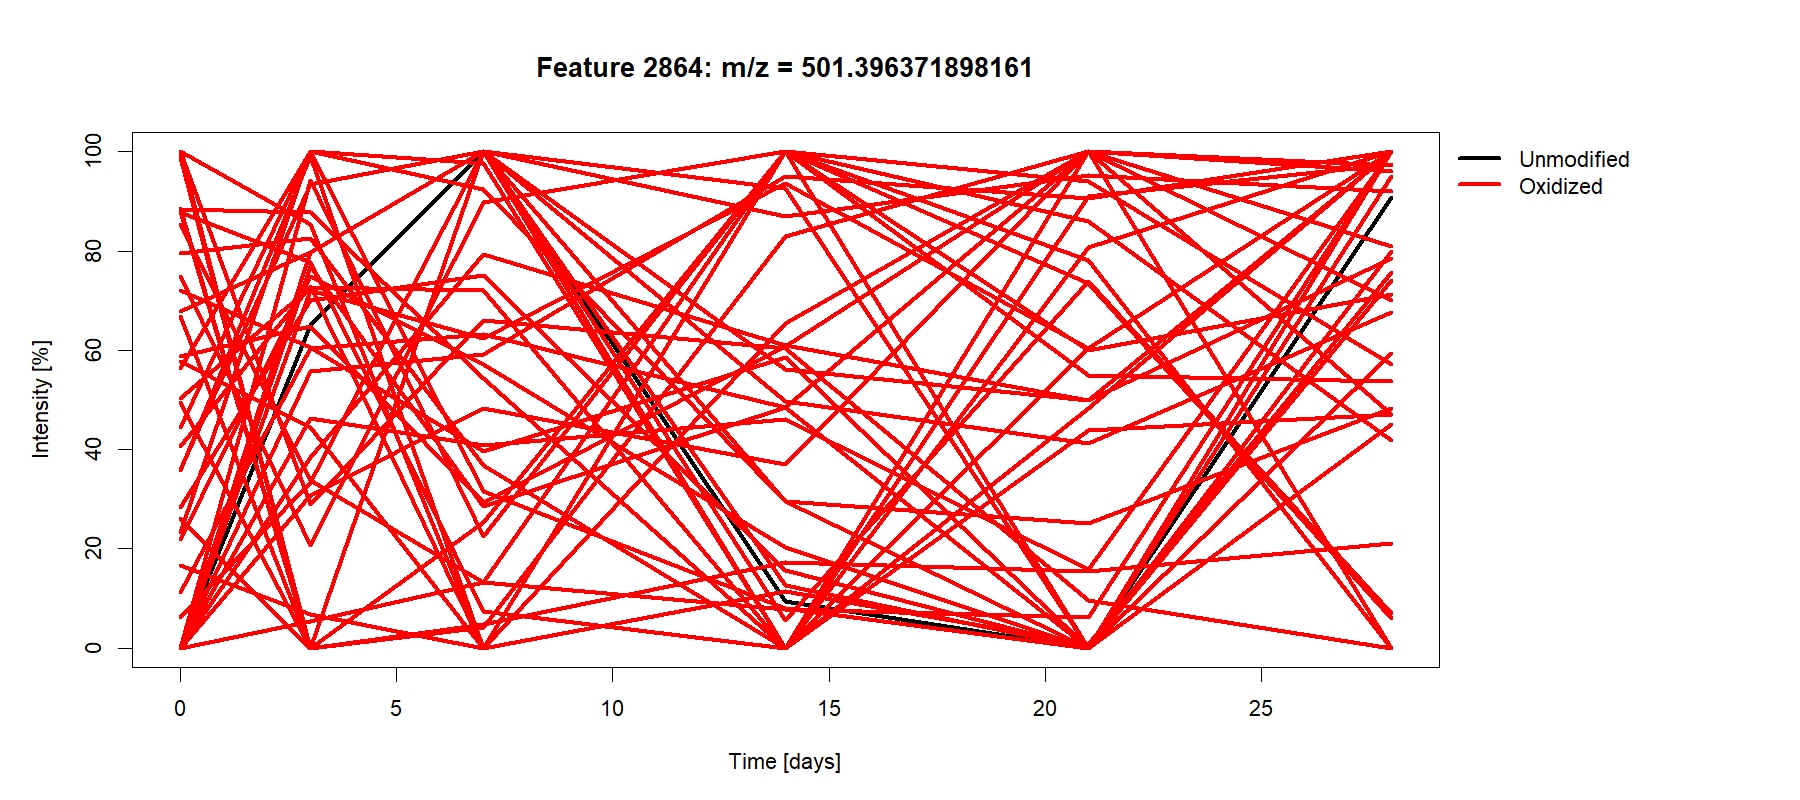 Feature 2864: m/z = 501.396371898161
Unmodified
Oxidized
Intensity [%]
100
80
60
40
20
0
0 5 10 15 20 25
Time [days]